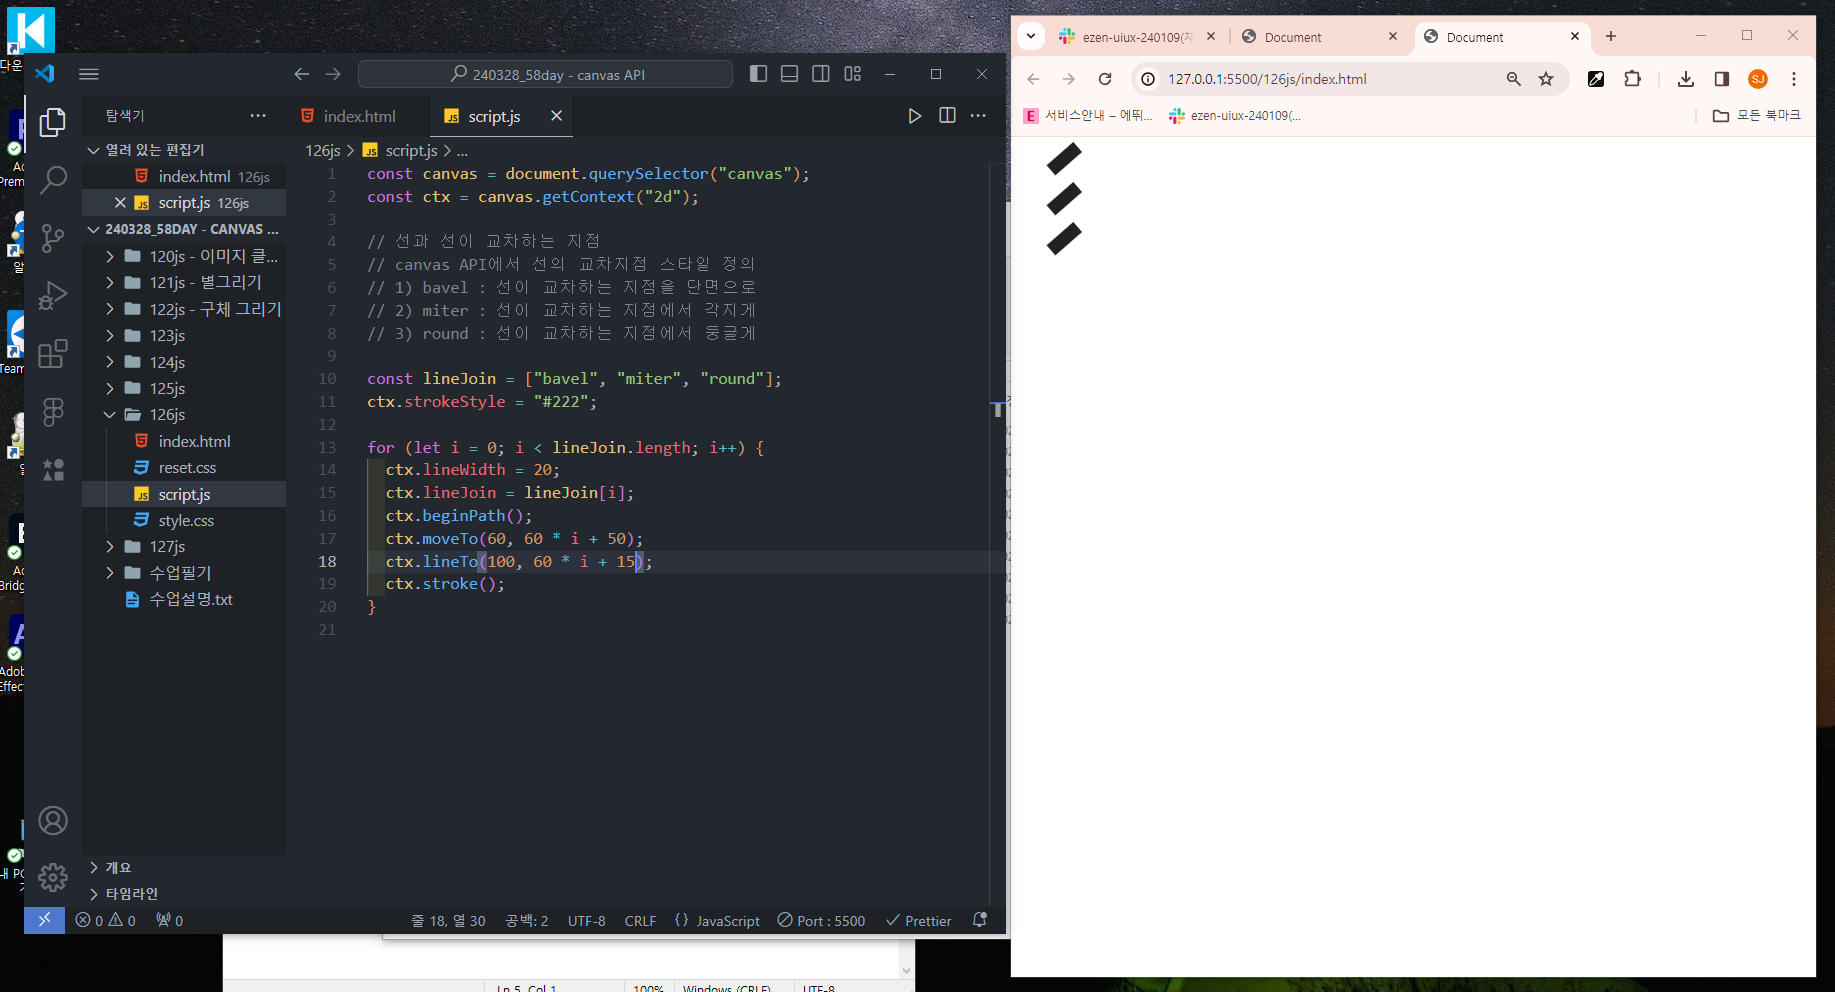 다운
Prem
Team
Bridg
Adob
Effec
내 PC
240328_58day - canvas API
탐색기
열려 있는 편집기
index.html 126js
script.js 126js
240328_58DAY - CANVAS ...
120js - 이미지 클...
121js - 별그리기
122js - 구체 그리기
123js
124js
125js
126js
index.html
reset.css
script.js
style.css
127js
수업필기
수업설명.txt
개요
타임라인
index.html
script.js
126js > script.js > ...
1 const canvas = document.querySelector("canvas");
2 const ctx = canvas.getContext("2d");
3
4 // 선과 선이 교차하는 지점
5 // canvas API에서 선의 교차지점 스타일 정의
6 // 1) bavel : 선이 교차하는 지점을 단면으로
7 // 2) miter : 선이 교차하는 지점에서 각지게
8 // 3) round : 선이 교차하는 지점에서 둥글게
9
10 const lineJoin = ["bavel", "miter", "round"];
11 ctx.strokeStyle = "#222";
12
13 for (let i = 0; i < lineJoin.length; i++) {
14 ctx.lineWidth = 20;
15 ctx.lineJoin = lineJoin[i];
16 ctx.beginPath();
17 ctx.moveTo(60, 60 * i + 50);
18 ctx.lineTo(100, 60 * i + 15);
19 ctx.stroke();
20 }
21
0 0 0 줄 18, 열 30 공백: 2 UTF-8 CRLF {} JavaScript Port : 5500 Prettier
Ln 5, Col 1 100% Windows (CRLF) UTF-8
ezen-uiux-240109(차 Document Document
127.0.0.1:5500/126js/index.html SJ
E 서비스안내 – 에뛰... ezen-uiux-240109(... 모든 북마크